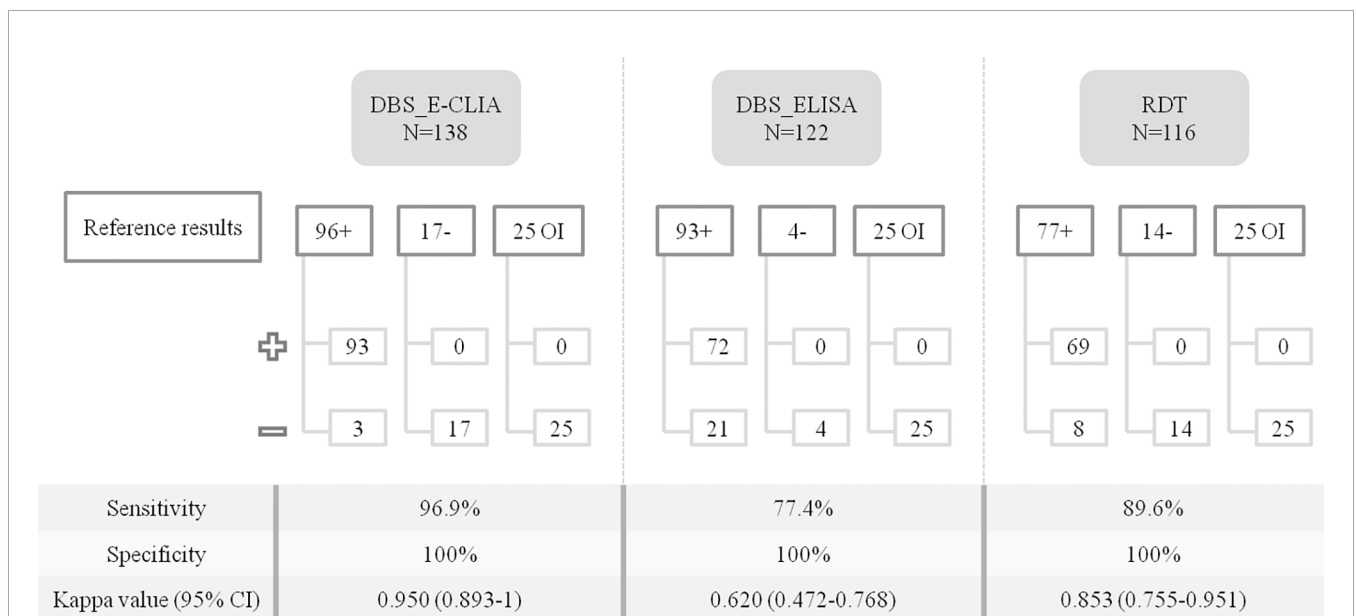 DBS_E-CLIA
N=138
DBS_ELISA
N=122
RDT
N=116
Reference results
96+
17-
25 OI
93+
4-
25 OI
77+
14-
25 OI
+
93
0
0
72
0
0
69
0
0
-
3
17
25
21
4
25
8
14
25
Sensitivity
96.9%
77.4%
89.6%
Specificity
100%
100%
100%
Kappa value (95% CI)
0.950 (0.893-1)
0.620 (0.472-0.768)
0.853 (0.755-0.951)